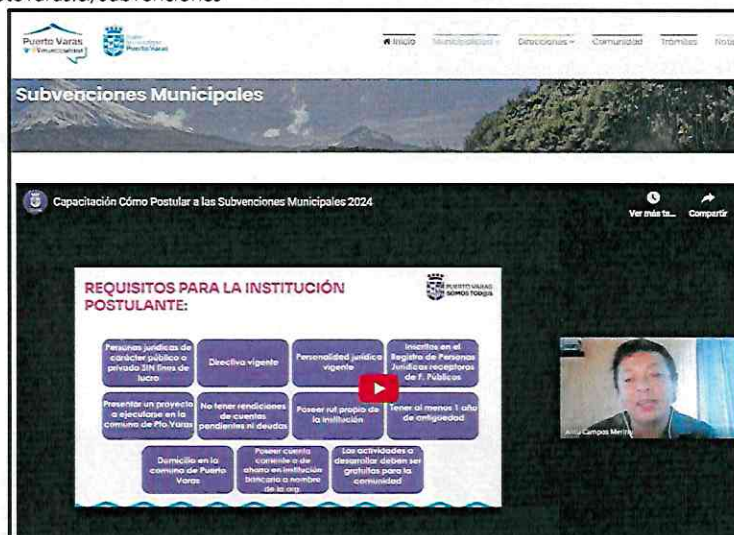 Puerto Varas
Puerto Varas
Inicio
Municipalidad
Direcciones
Comunidad
Trámites
Subvenciones Municipales
Capacitación Cómo Postular a las Subvenciones Municipales 2024
Ver más ta...
Compartir
REQUISITOS PARA LA INSTITUCIÓN
POSTULANTE:
PUERTO VARAS
SOMOS TOD@S
Personas jurídicas de
carácter público o
privado SIN fines de
lucro
Directiva vigente
Personalidad jurídica
vigente
Inscritas en el
Registro de Personas
Jurídicas receptoras
de F. Públicos
Presentar un proyecto
a ejecutarse en la
comuna de Pto Varas
No tener rendiciones
de cuentas
pendientes ni deudas
Poseer rut propio de
la Institución
Tener al menos 1 año
de antigüedad
Domicilio en la
comuna de Puerto
Varas
Poseer cuenta
corriente o de
ahorro en institución
bancaria a nombre
de la org.
Las actividades a
desarrollar deben ser
gratuitas para la
comunidad
Campos